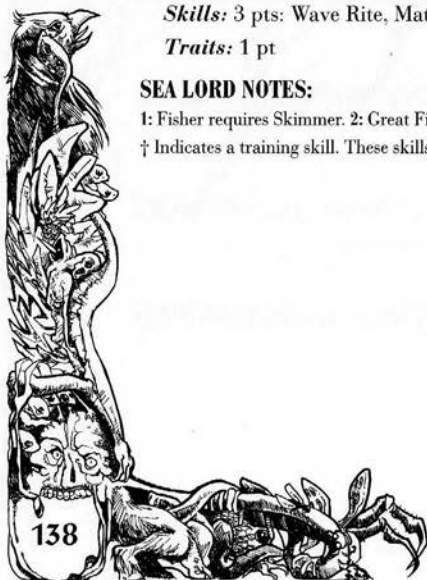 Skills: 3 pts: Wave Rite, Mat
Traits: 1 pt
SEA LORD NOTES:
1: Fisher requires Skimmer. 2: Great Fi
† Indicates a training skill. These skills
138